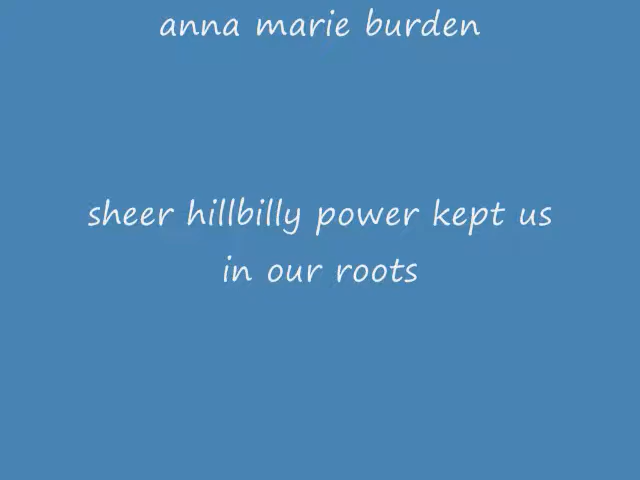 anna marie burden
sheer hillbilly power kept us
in our roots